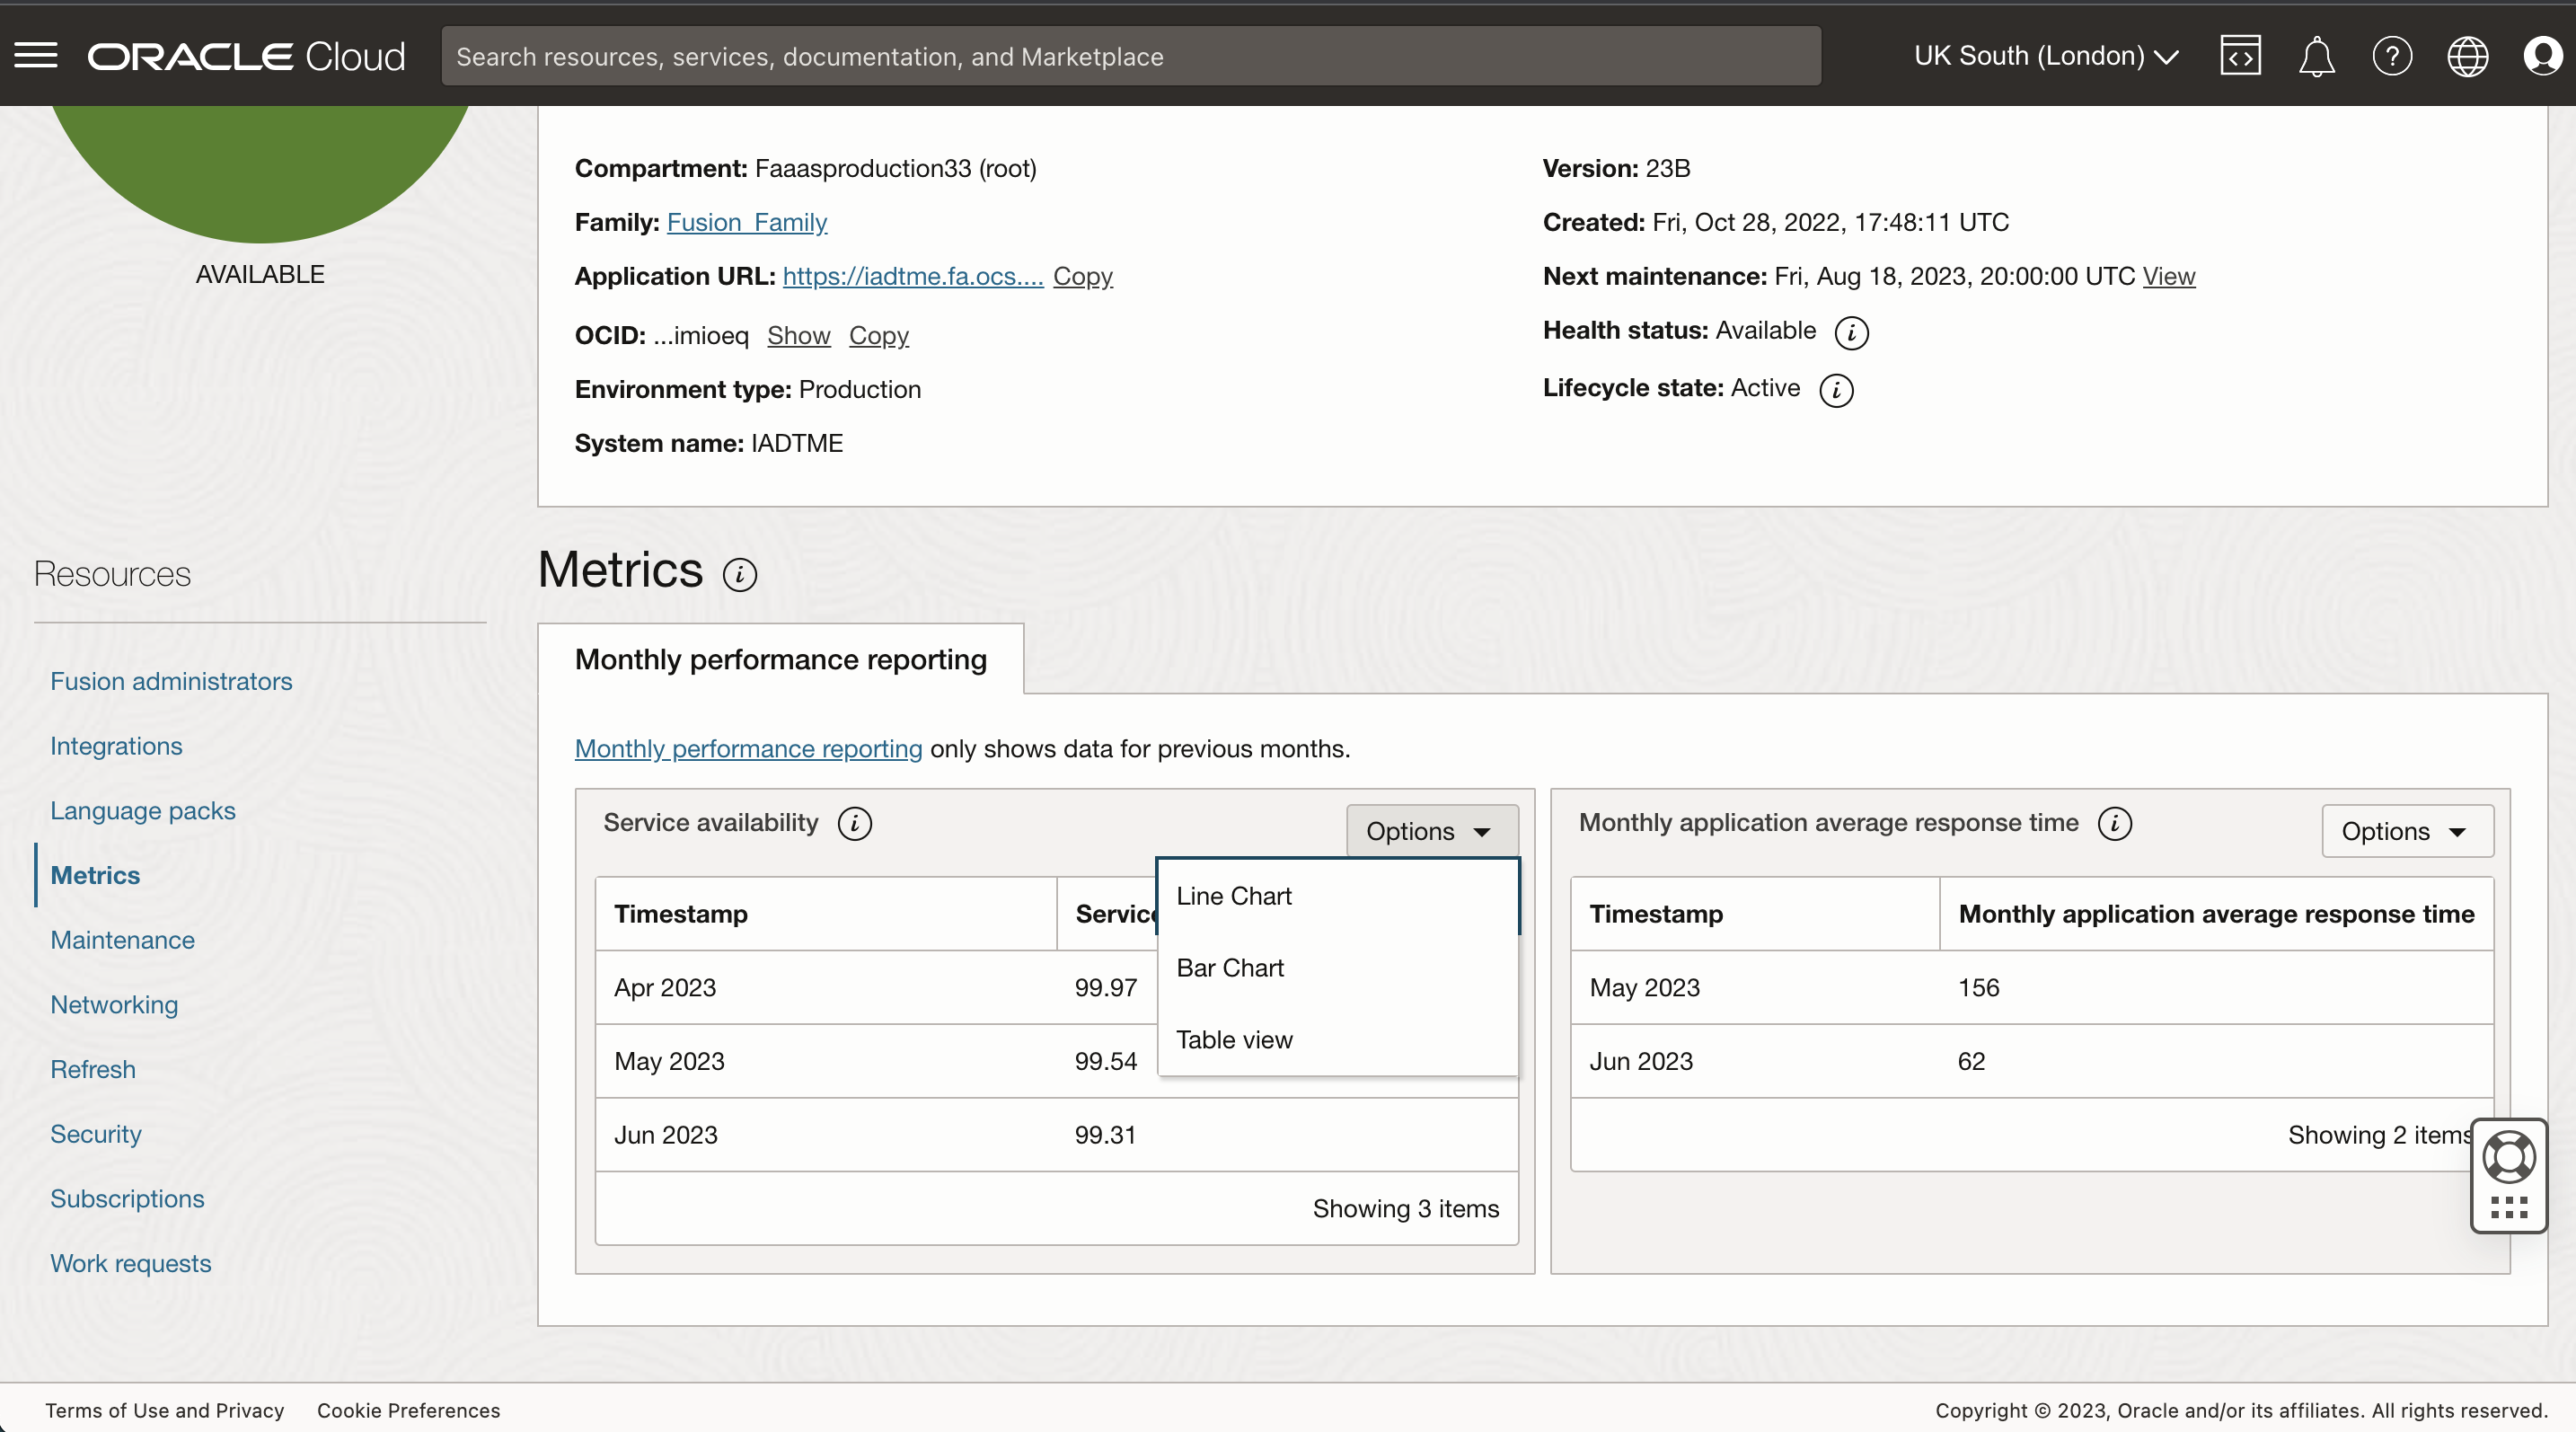 ORACLE Cloud
Search resources, services, documentation, and Marketplace
UK South (London)
AVAILABLE
Compartment: Faaasproduction33 (root)
Family: Fusion_Family
Application URL: https://iadtme.fa.ocs.... Copy
OCID: ...imioeq Show Copy
Environment type: Production
System name: IADTME
Version: 23B
Created: Fri, Oct 28, 2022, 17:48:11 UTC
Next maintenance: Fri, Aug 18, 2023, 20:00:00 UTC View
Health status: Available
Lifecycle state: Active
Resources
Fusion administrators
Integrations
Language packs
Metrics
Maintenance
Networking
Refresh
Security
Subscriptions
Work requests
Metrics
Monthly performance reporting
Monthly performance reporting only shows data for previous months.
Service availability
Options
Line Chart
Bar Chart
Table view
Timestamp Service
Apr 2023 99.97
May 2023 99.54
Jun 2023 99.31
Showing 3 items
Monthly application average response time
Options
Timestamp Monthly application average response time
May 2023 156
Jun 2023 62
Showing 2 items
Terms of Use and Privacy Cookie Preferences
Copyright © 2023, Oracle and/or its affiliates. All rights reserved.